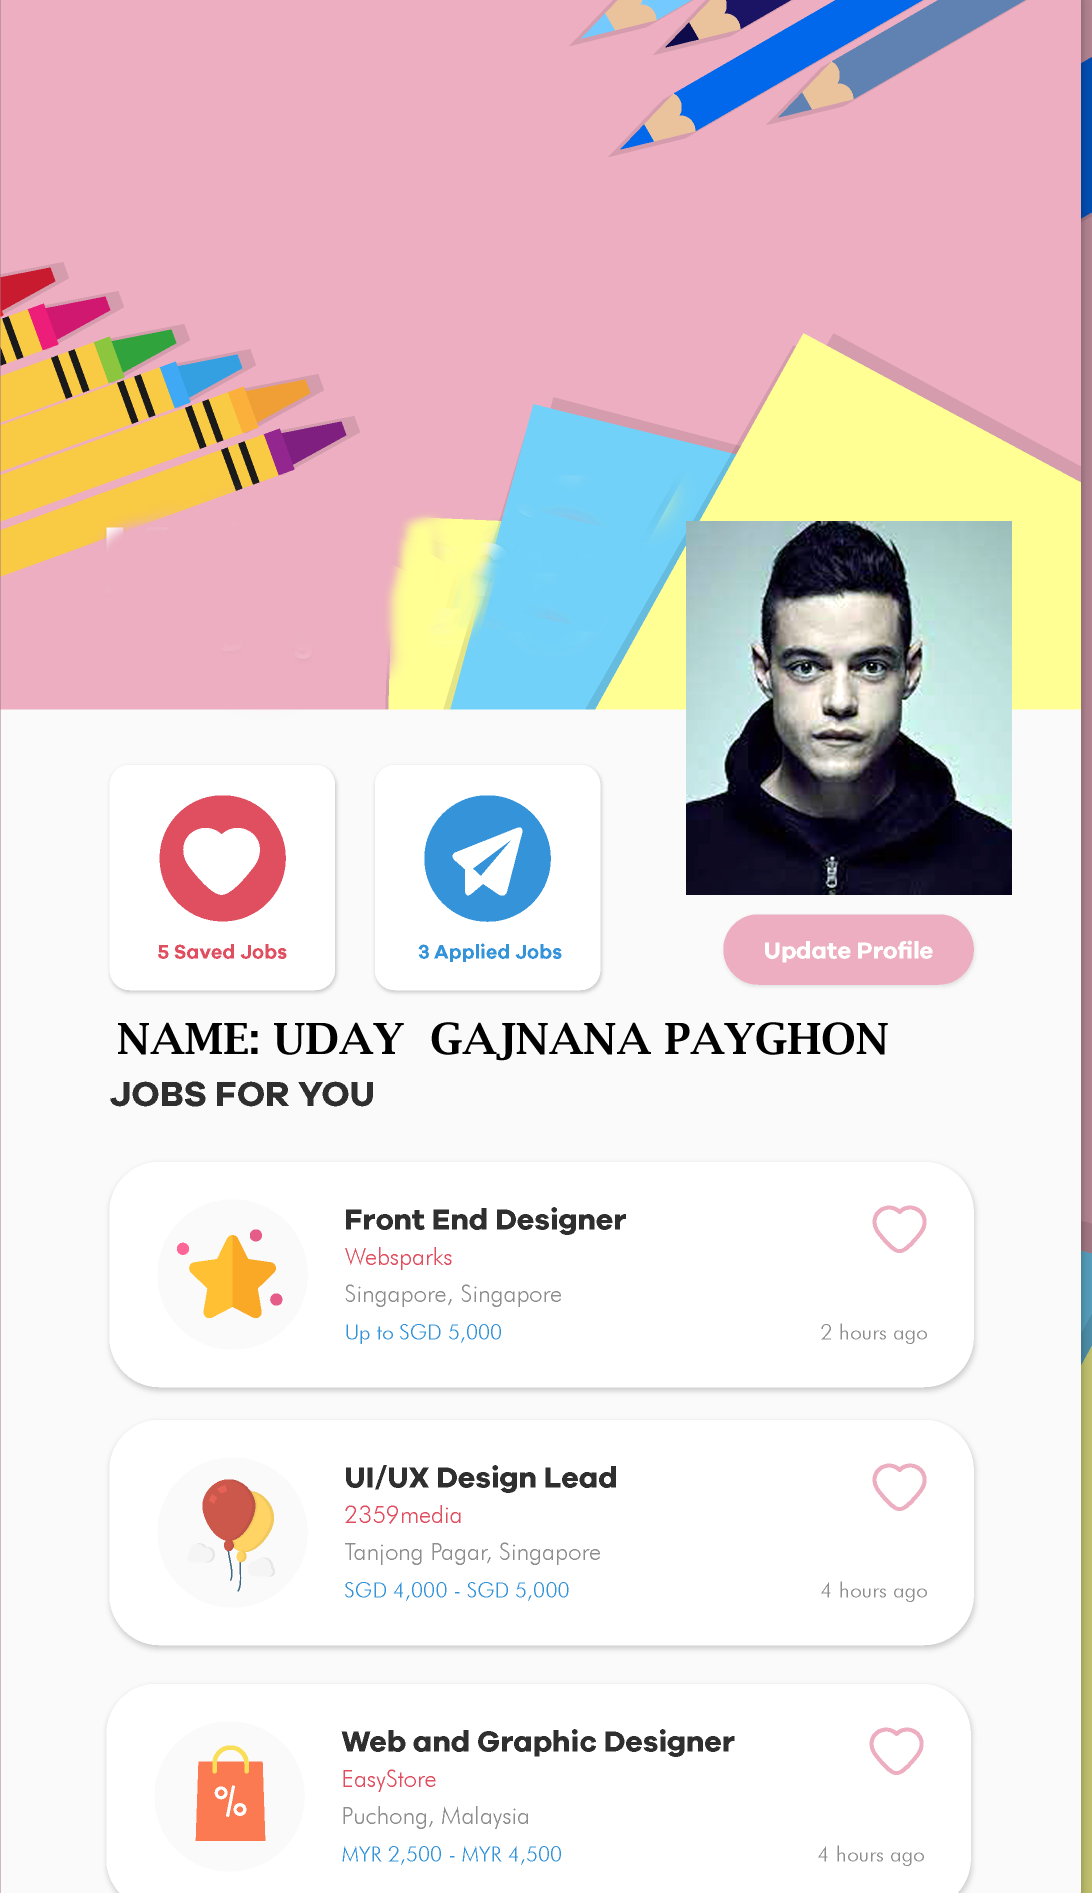 5 Saved Jobs
3 Applied Jobs
Update Profile
NAME: UDAY GAJNANA PAYGHON
JOBS FOR YOU
Front End Designer
Websparks
Singapore, Singapore
Up to SGD 5,000
2 hours ago
UI/UX Design Lead
2359media
Tanjong Pagar, Singapore
SGD 4,000 - SGD 5,000
4 hours ago
%
Web and Graphic Designer
EasyStore
Puchong, Malaysia
MYR 2,500 - MYR 4,500
4 hours ago